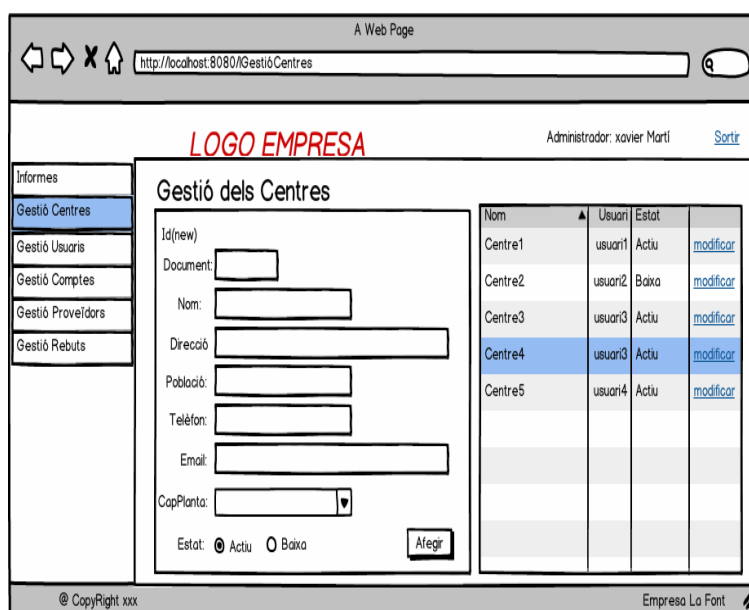 A Web Page
http://localhost:8080/IGestióCentres
LOGO EMPRESA
Administrador: xavier Martí
Sortir
Informes
Gestió Centres
Gestió Usuaris
Gestió Comptes
Gestió Proveïdors
Gestió Rebuts
Gestió dels Centres
Id(new)
Document:
Nom:
Direcció
Població:
Telèfon:
Email:
CapPlanta:
Estat: Actiu Baixa
Afegir
Nom Usuari Estat
Centre1 usuari1 Actiu modificar
Centre2 usuari2 Baixa modificar
Centre3 usuari3 Actiu modificar
Centre4 usuari3 Actiu modificar
Centre5 usuari4 Actiu modificar
@ CopyRight xxx
Empresa La Font